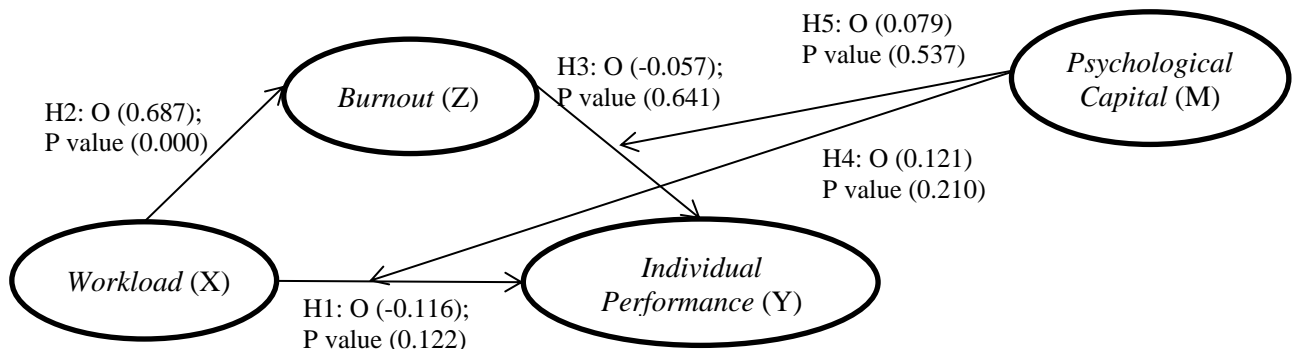 H5: O (0.079)
P value (0.537)
H3: O (-0.057);
P value (0.641)
Psychological
Capital (M)
Burnout (Z)
H2: O (0.687);
P value (0.000)
H4: O (0.121)
P value (0.210)
Workload (X)
Individual
Performance (Y)
H1: O (-0.116);
P value (0.122)